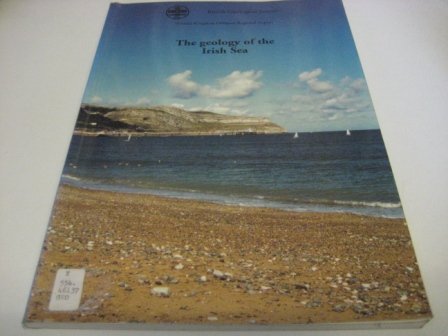 British Geological Survey
United Kingdom Offshore Regional Report
The geology of the
Irish Sea